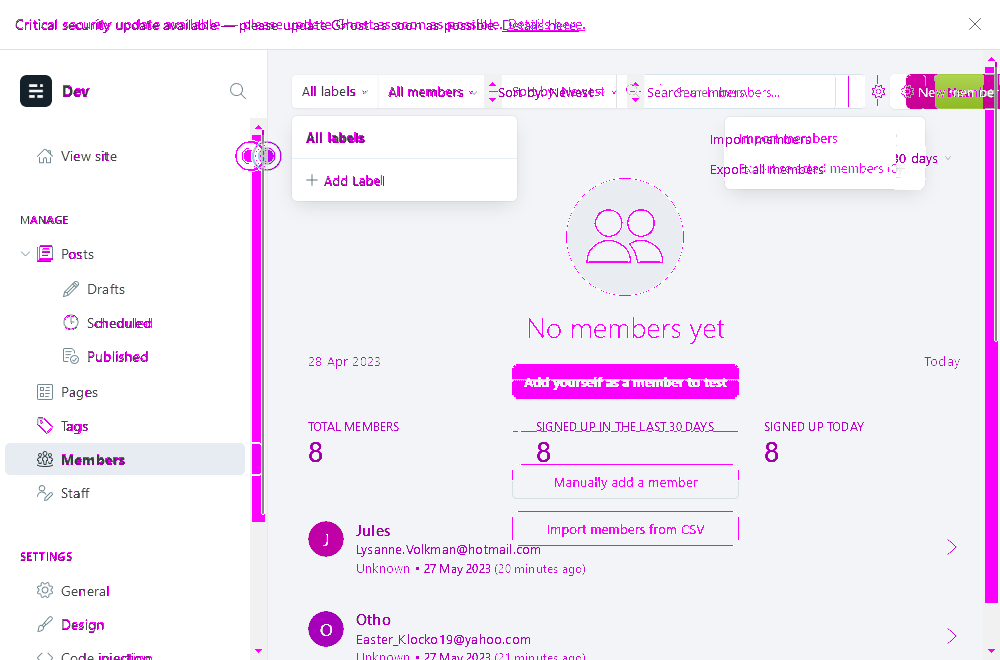 Critical security update available — please update Ghost as soon as possible. Details here.
Dev
All labels
All members
Sort by: Newest
Search members...
New member
All labels
Add Label
Import members
Export all members
30 days
View site
MANAGE
Posts
Drafts
Scheduled
Published
Pages
Tags
Members
Staff
SETTINGS
General
Design
Code injection
No members yet
28 Apr 2023
Today
Add yourself as a member to test
TOTAL MEMBERS
8
SIGNED UP IN THE LAST 30 DAYS
8
SIGNED UP TODAY
8
Manually add a member
Import members from CSV
J
Jules
Lysanne.Volkman@hotmail.com
Unknown • 27 May 2023 (20 minutes ago)
O
Otho
Easter_Klocko19@yahoo.com
Unknown • 27 May 2023 (21 minutes ago)